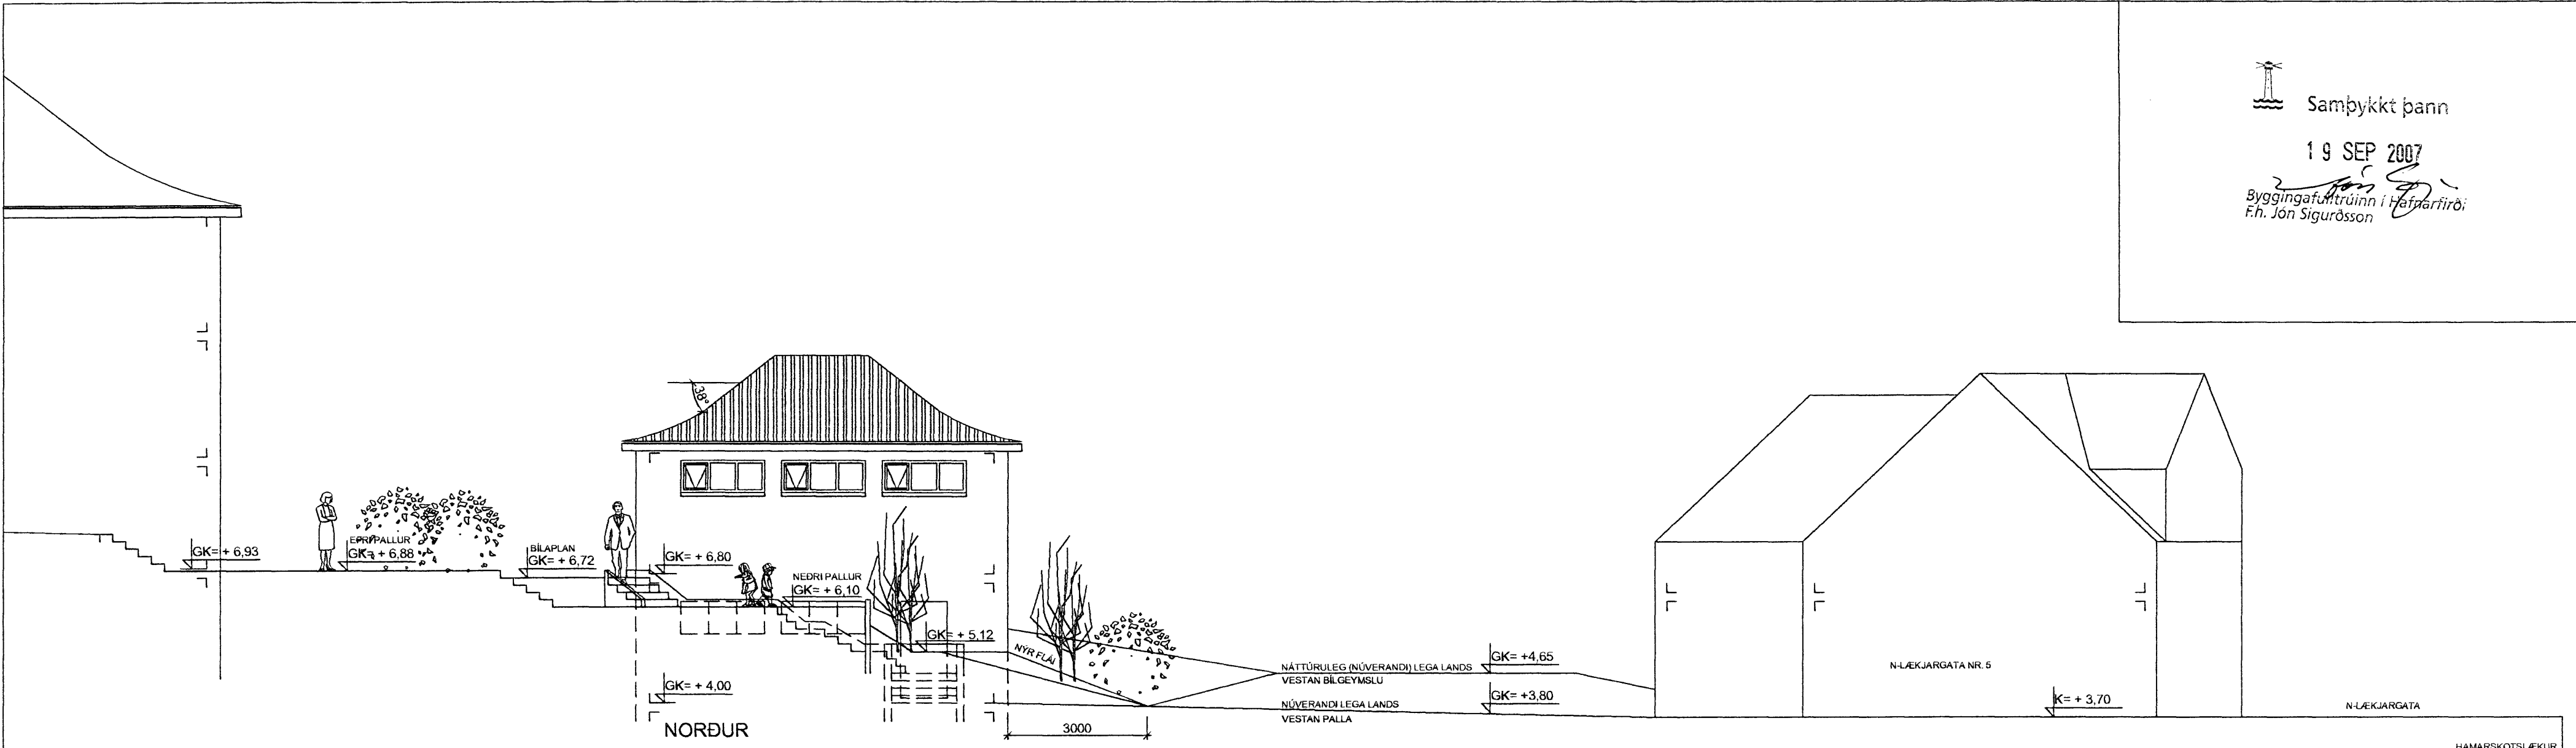 Samþykkt þann
19 SEP 2007
Byggingafulltrúinn í Hafnarfirði
F.h. Jón Sigurðsson
38°
GK= + 6,93
EFRI PALLUR
GK= + 6,88
BÍLAPLAN
GK= + 6,72
GK= + 6,80
NEÐRI PALLUR
GK= + 6,10
GK= + 5,12
NÝR FLÁI
NÁTTÚRULEG (NÚVERANDI) LEGA LANDS
VESTAN BÍLGEYMSLU
GK= +4,65
N-LÆKJARGATA NR. 5
GK= + 4,00
NÚVERANDI LEGA LANDS
VESTAN PALLA
GK= +3,80
K= + 3,70
N-LÆKJARGATA
NORÐUR
3000
HAMARSKOTSLÆKUR